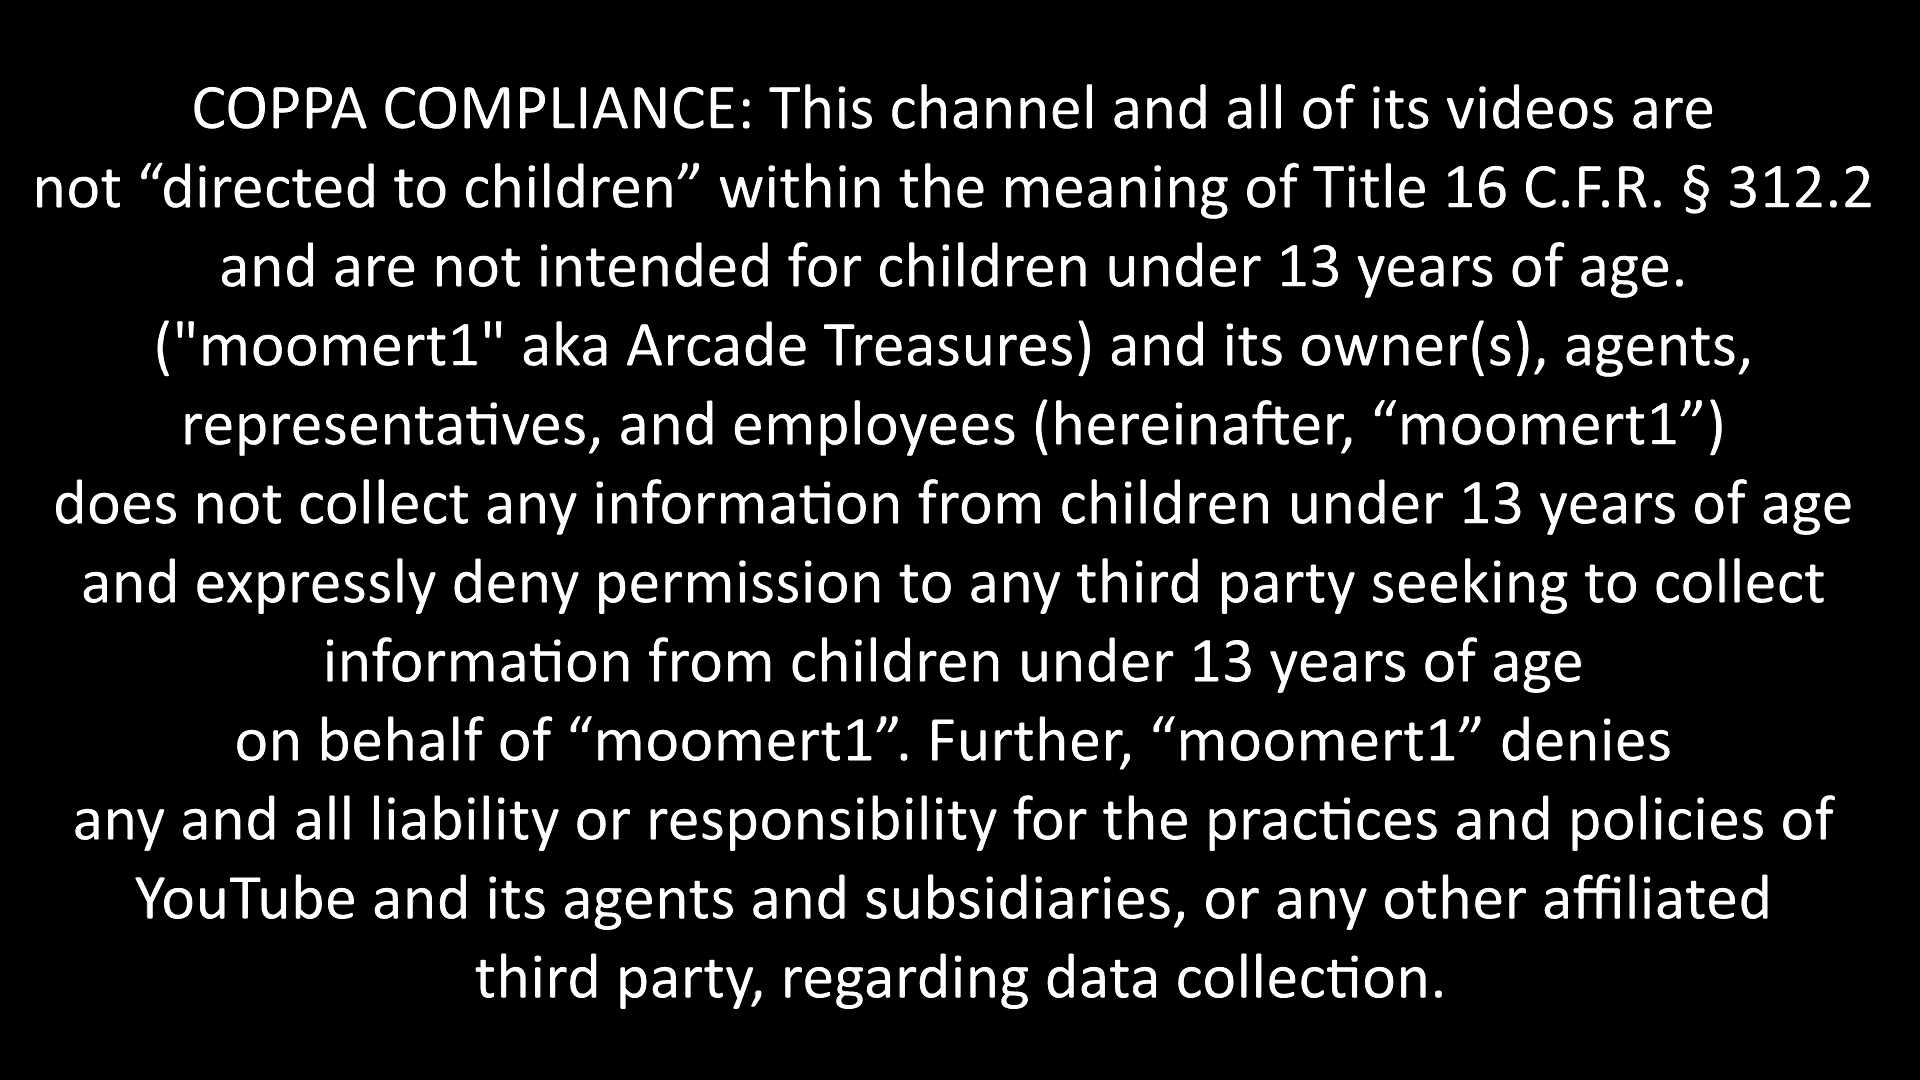 COPPA COMPLIANCE: This channel and all of its videos are
not “directed to children” within the meaning of Title 16 C.F.R. § 312.2
and are not intended for children under 13 years of age.
("moomert1" aka Arcade Treasures) and its owner(s), agents,
representatives, and employees (hereinafter, “moomert1”)
does not collect any information from children under 13 years of age
and expressly deny permission to any third party seeking to collect
information from children under 13 years of age
on behalf of “moomert1”. Further, “moomert1” denies
any and all liability or responsibility for the practices and policies of
YouTube and its agents and subsidiaries, or any other affiliated
third party, regarding data collection.